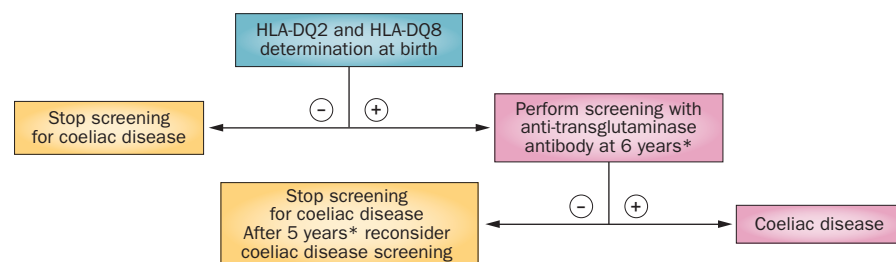 HLA-DQ2 and HLA-DQ8
determination at birth
−
+
Stop screening
for coeliac disease
Perform screening with
anti-transglutaminase
antibody at 6 years*
Stop screening
for coeliac disease
After 5 years* reconsider
coeliac disease screening
−
+
Coeliac disease